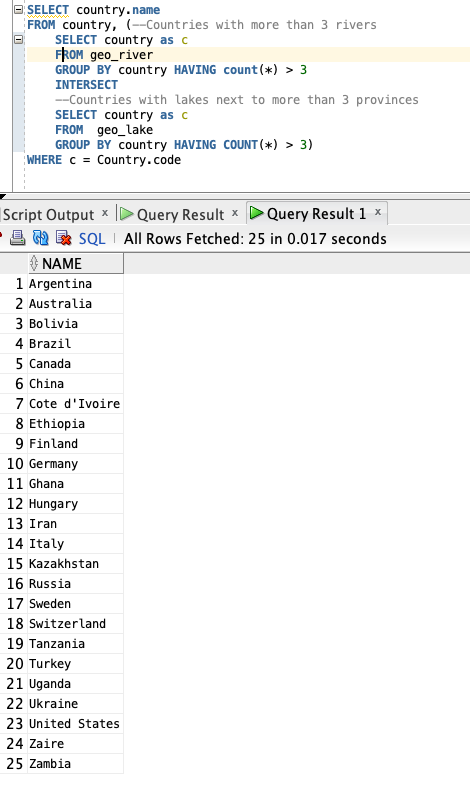 SELECT country.name
FROM country, (--Countries with more than 3 rivers
SELECT country as c
FROM geo_river
GROUP BY country HAVING count(*) > 3
INTERSECT
--Countries with lakes next to more than 3 provinces
SELECT country as c
FROM  geo_lake
GROUP BY country HAVING COUNT(*) > 3)
WHERE c = Country.code
Script Output × Query Result × Query Result 1 ×
SQL | All Rows Fetched: 25 in 0.017 seconds
NAME
1 Argentina
2 Australia
3 Bolivia
4 Brazil
5 Canada
6 China
7 Cote d'Ivoire
8 Ethiopia
9 Finland
10 Germany
11 Ghana
12 Hungary
13 Iran
14 Italy
15 Kazakhstan
16 Russia
17 Sweden
18 Switzerland
19 Tanzania
20 Turkey
21 Uganda
22 Ukraine
23 United States
24 Zaire
25 Zambia